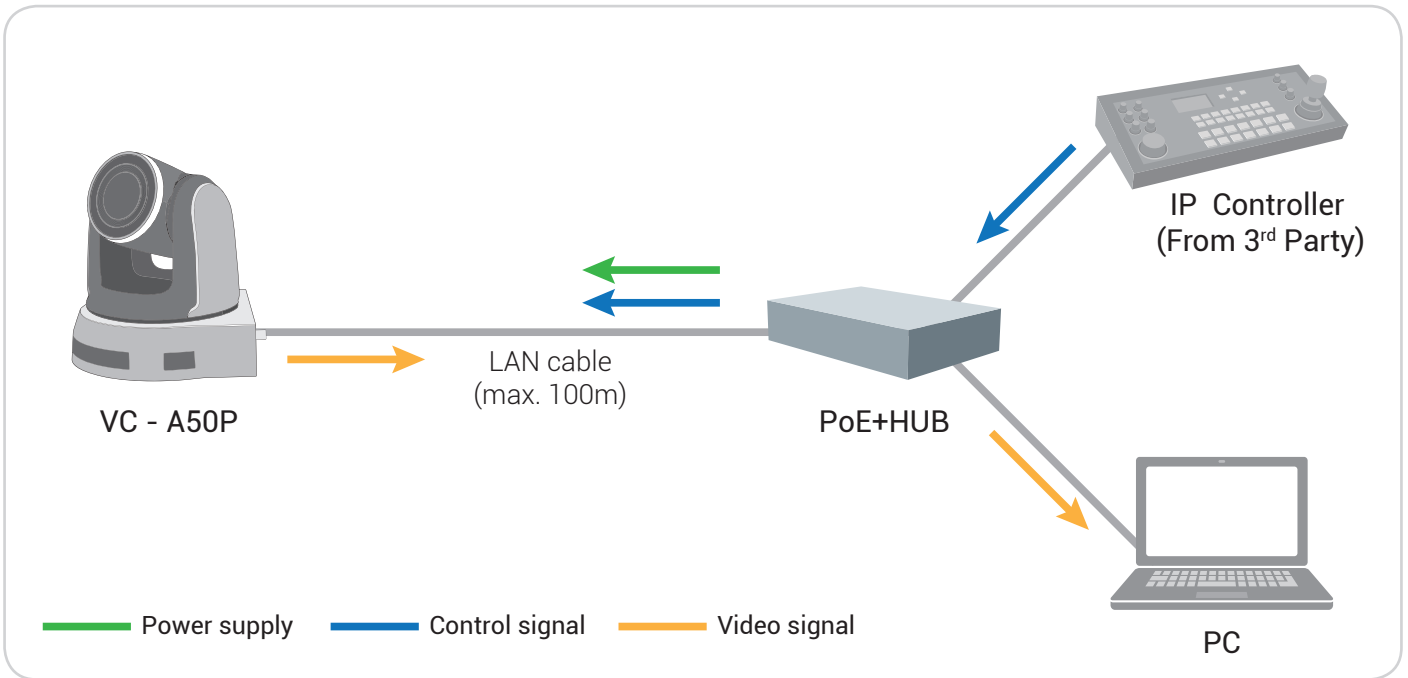 IP Controller
(From 3rd Party)
LAN cable
(max. 100m)
VC - A50P
PoE+HUB
Power supply
Control signal
Video signal
PC